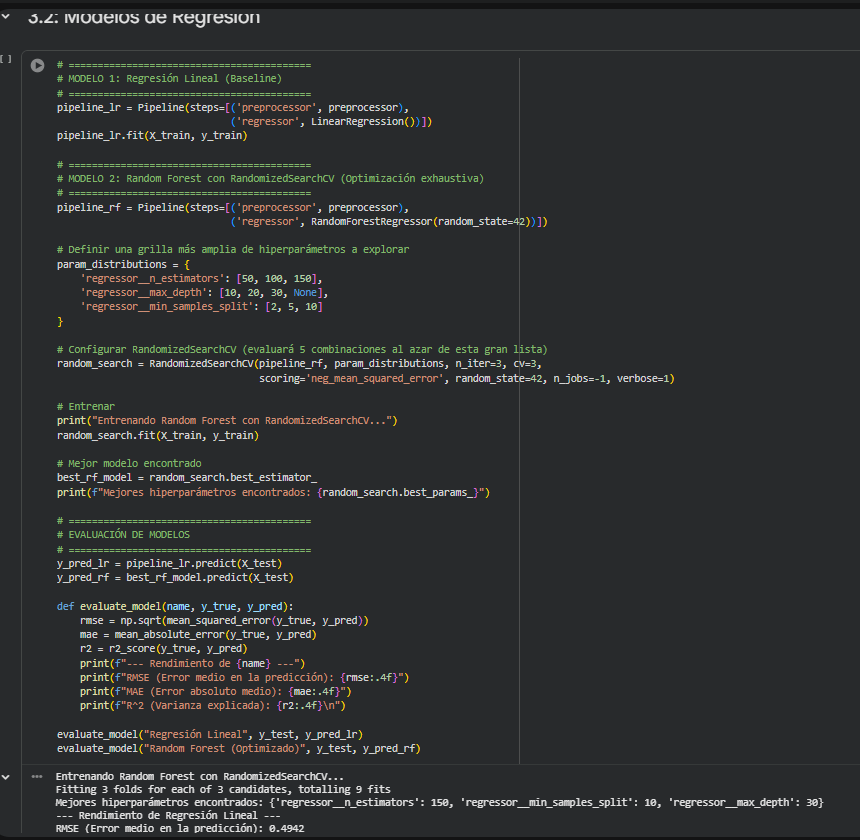 3.2: Modelos de Regresión
[ ]
# ==========================================
# MODELO 1: Regresión Lineal (Baseline)
# ==========================================
pipeline_lr = Pipeline(steps=[('preprocessor', preprocessor),
('regressor', LinearRegression())])
pipeline_lr.fit(X_train, y_train)
# ==========================================
# MODELO 2: Random Forest con RandomizedSearchCV (Optimización exhaustiva)
# ==========================================
pipeline_rf = Pipeline(steps=[('preprocessor', preprocessor),
('regressor', RandomForestRegressor(random_state=42))])
# Definir una grilla más amplia de hiperparámetros a explorar
param_distributions = {
'regressor__n_estimators': [50, 100, 150],
'regressor__max_depth': [10, 20, 30, None],
'regressor__min_samples_split': [2, 5, 10]
}
# Configurar RandomizedSearchCV (evaluará 5 combinaciones al azar de esta gran lista)
random_search = RandomizedSearchCV(pipeline_rf, param_distributions, n_iter=3, cv=3,
scoring='neg_mean_squared_error', random_state=42, n_jobs=-1, verbose=1)
# Entrenar
print("Entrenando Random Forest con RandomizedSearchCV...")
random_search.fit(X_train, y_train)
# Mejor modelo encontrado
best_rf_model = random_search.best_estimator_
print(f"Mejores hiperparámetros encontrados: {random_search.best_params_}")
# ==========================================
# EVALUACIÓN DE MODELOS
# ==========================================
y_pred_lr = pipeline_lr.predict(X_test)
y_pred_rf = best_rf_model.predict(X_test)
def evaluate_model(name, y_true, y_pred):
rmse = np.sqrt(mean_squared_error(y_true, y_pred))
mae = mean_absolute_error(y_true, y_pred)
r2 = r2_score(y_true, y_pred)
print(f"--- Rendimiento de {name} ---")
print(f"RMSE (Error medio en la predicción): {rmse:.4f}")
print(f"MAE (Error absoluto medio): {mae:.4f}")
print(f"R^2 (Varianza explicada): {r2:.4f}\n")
evaluate_model("Regresión Lineal", y_test, y_pred_lr)
evaluate_model("Random Forest (Optimizado)", y_test, y_pred_rf)
Entrenando Random Forest con RandomizedSearchCV...
Fitting 3 folds for each of 3 candidates, totalling 9 fits
Mejores hiperparámetros encontrados: {'regressor__n_estimators': 150, 'regressor__min_samples_split': 10, 'regressor__max_depth': 30}
--- Rendimiento de Regresión Lineal ---
RMSE (Error medio en la predicción): 0.4942